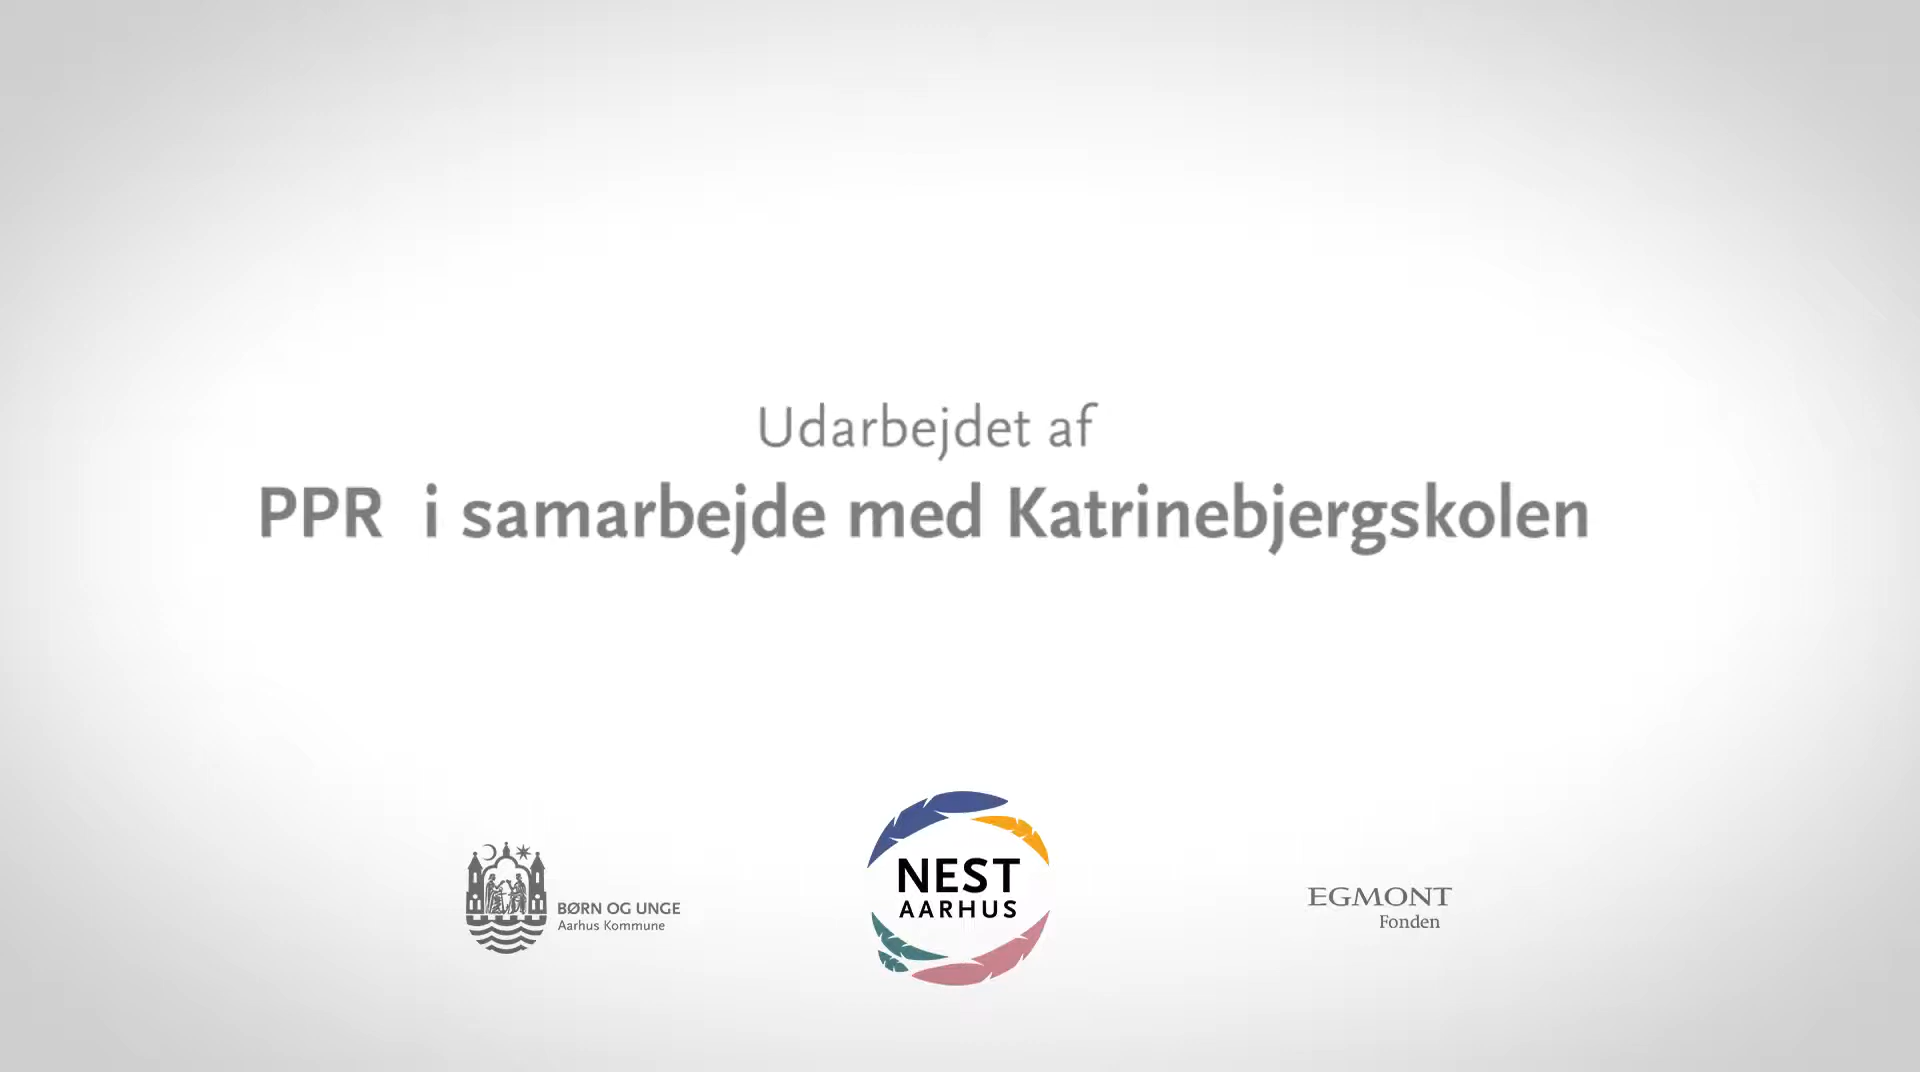 Udarbejdet af
PPR  i samarbejde med Katrinebjergskolen
BØRN OG UNGE
Aarhus Kommune
NEST
AARHUS
EGMONT
Fonden